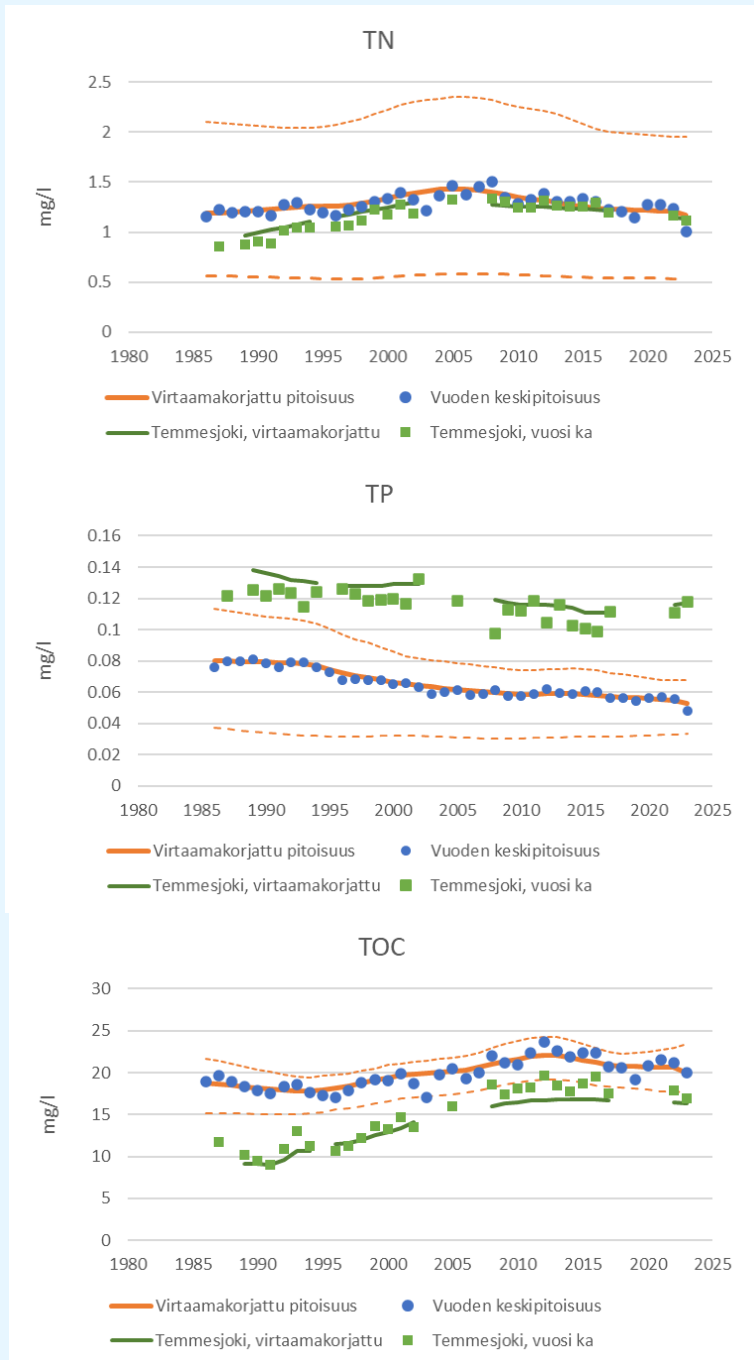 TN
2.5
2
1.5
1
0.5
0
mg/l
1980 1985 1990 1995 2000 2005 2010 2015 2020 2025
Virtaamakorjattu pitoisuus Vuoden keskipitoisuus
Temmesjoki, virtaamakorjattu Temmesjoki, vuosi ka
TP
0.16
0.14
0.12
0.1
0.08
0.06
0.04
0.02
0
mg/l
1980 1985 1990 1995 2000 2005 2010 2015 2020 2025
Virtaamakorjattu pitoisuus Vuoden keskipitoisuus
Temmesjoki, virtaamakorjattu Temmesjoki, vuosi ka
TOC
30
25
20
15
10
5
0
mg/l
1980 1985 1990 1995 2000 2005 2010 2015 2020 2025
Virtaamakorjattu pitoisuus Vuoden keskipitoisuus
Temmesjoki, virtaamakorjattu Temmesjoki, vuosi ka